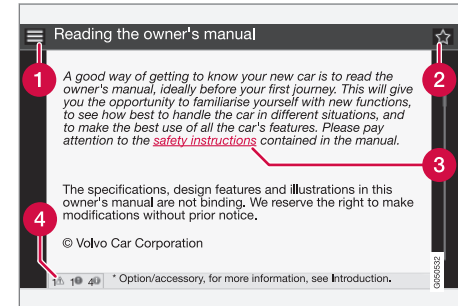 Reading the owner's manual
1
2
A good way of getting to know your new car is to read the
owner's manual, ideally before your first journey. This will give
you the opportunity to familiarise yourself with new functions,
to see how best to handle the car in different situations, and
to make the best use of all the car's features. Please pay
attention to the safety instructions contained in the manual.
3
The specifications, design features and illustrations in this
owner's manual are not binding. We reserve the right to make
modifications without prior notice.
4
© Volvo Car Corporation
1 1 4 * Option/accessory, for more information, see Introduction.
G050532